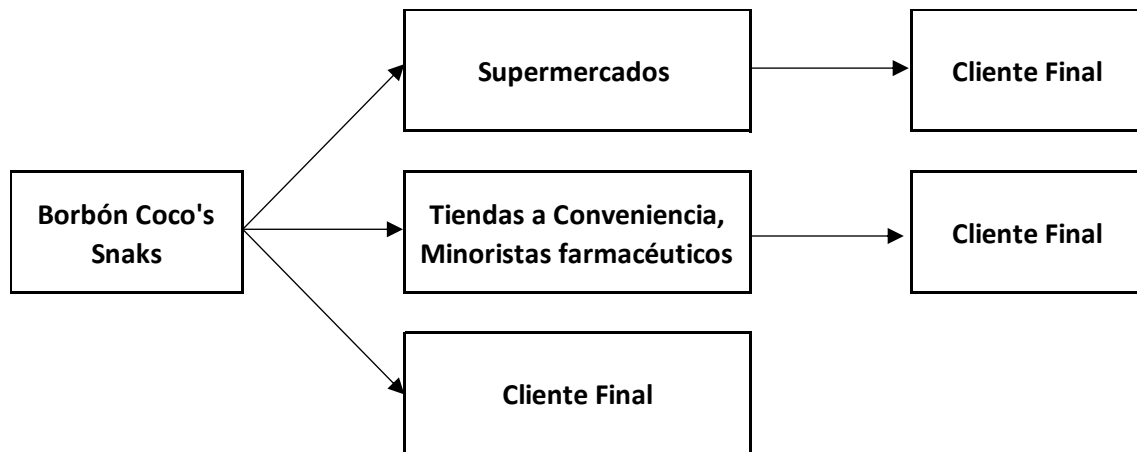 Supermercados
Cliente Final
Borbón Coco's
Snaks
Tiendas a Conveniencia,
Minoristas farmacéuticos
Cliente Final
Cliente Final